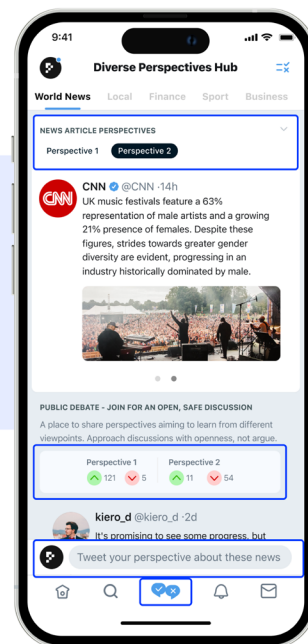 9:41
Diverse Perspectives Hub
World News Local Finance Sport Business
NEWS ARTICLE PERSPECTIVES
Perspective 1 Perspective 2
CNN @CNN ·14h
CNN
UK music festivals feature a 63%
representation of male artists and a growing
21% presence of females. Despite these
figures, strides towards greater gender
diversity are evident, progressing in an
industry historically dominated by male.
PUBLIC DEBATE - JOIN FOR AN OPEN, SAFE DISCUSSION
A place to share perspectives aiming to learn from different
viewpoints. Approach discussions with openness, not argue.
Perspective 1 Perspective 2
121 5 11 54
kiero_d @kiero_d ·2d
It's promising to see some progress, but
Tweet your perspective about these news